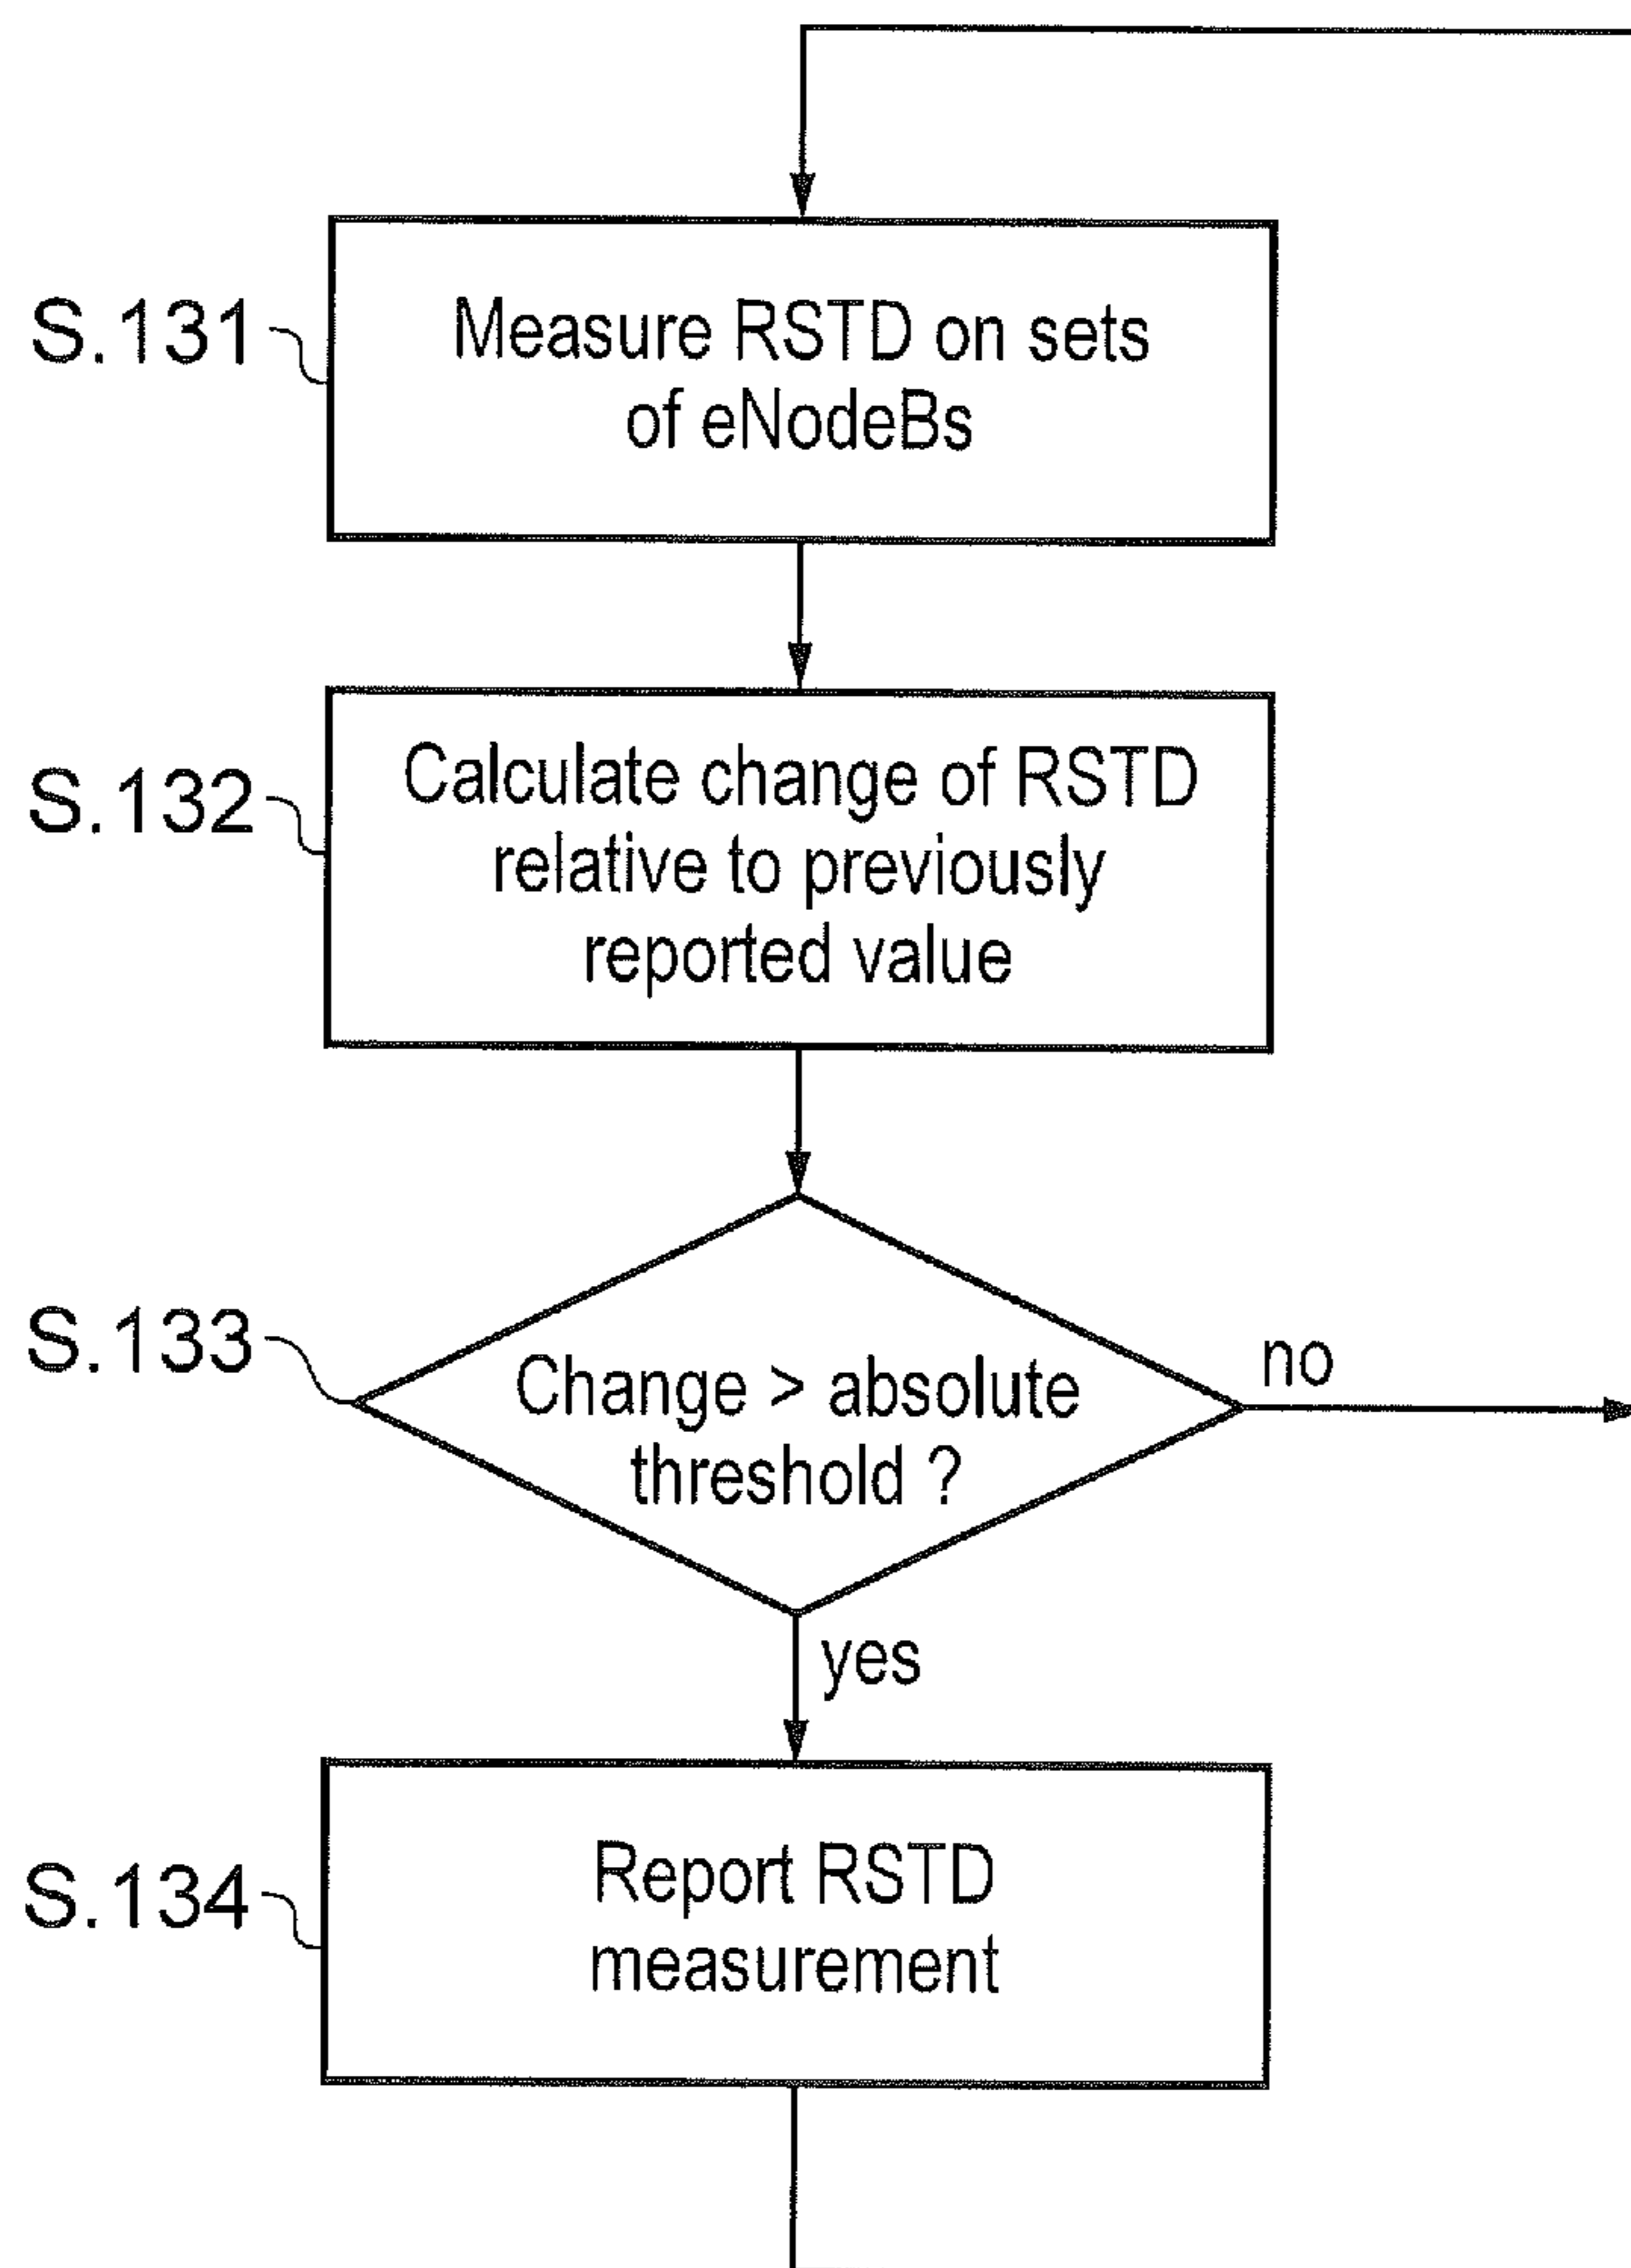 S.131
Measure RSTD on sets
of eNodeBs
S.132
Calculate change of RSTD
relative to previously
reported value
S.133
Change > absolute
threshold ?
no
yes
S.134
Report RSTD
measurement